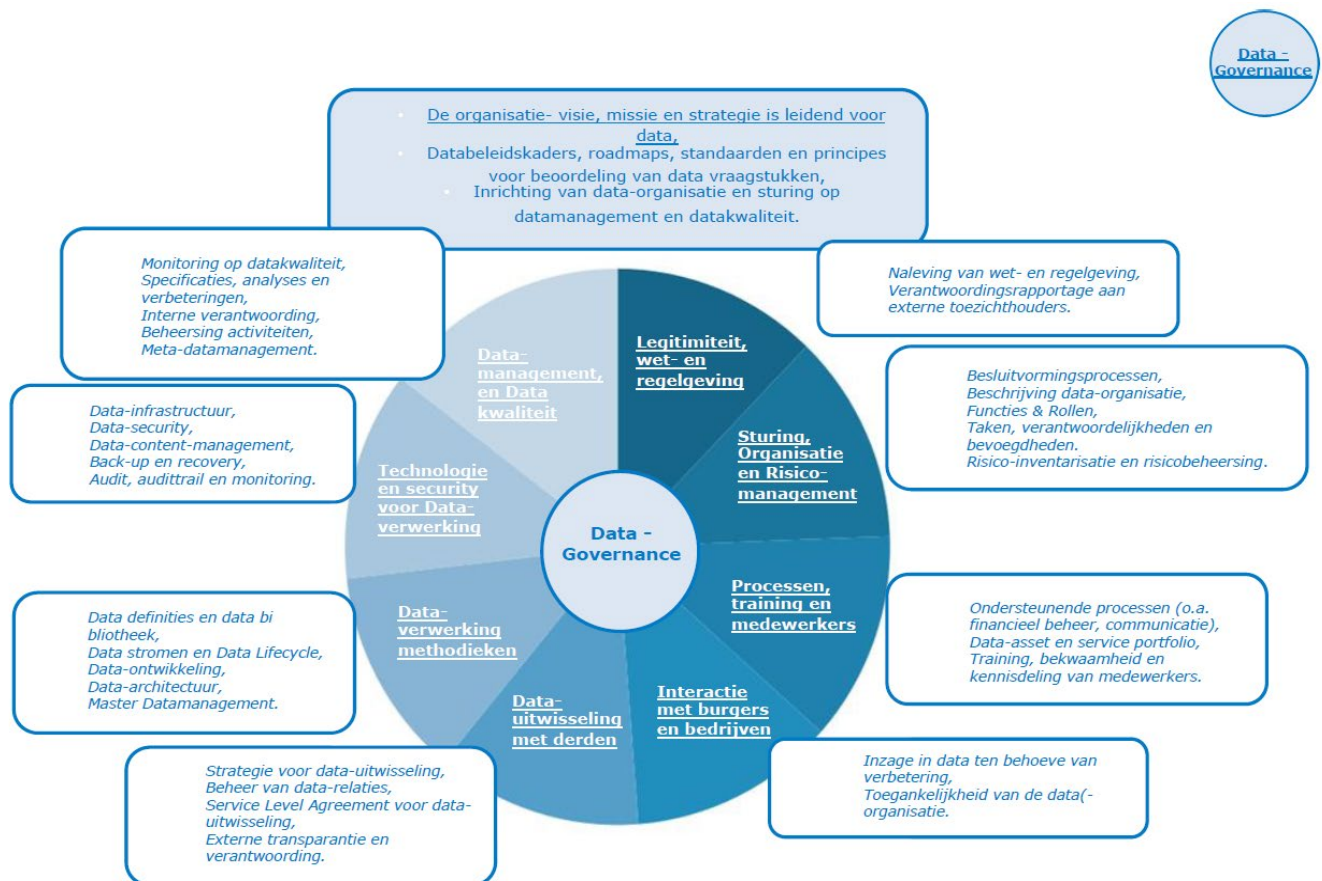 Data -
Governance
De organisatie- visie, missie en strategie is leidend voor
data,
Databeleidskaders, roadmaps, standaarden en principes
voor beoordeling van data vraagstukken,
Inrichting van data-organisatie en sturing op
datamanagement en datakwaliteit.
Monitoring op datakwaliteit,
Specificaties, analyses en
verbeteringen,
Interne verantwoording,
Beheersing activiteiten,
Meta-datamanagement.
Naleving van wet- en regelgeving,
Verantwoordingsrapportage aan
externe toezichthouders.
Data-
management,
en Data
kwaliteit
Legitimiteit,
wet- en
regelgeving
Besluitvormingsprocessen,
Beschrijving data-organisatie,
Functies & Rollen,
Taken, verantwoordelijkheden en
bevoegdheden.
Risico-inventarisatie en risicobeheersing.
Data-infrastructuur,
Data-security,
Data-content-management,
Back-up en recovery,
Audit, audittrail en monitoring.
Technologie
en security
voor Data-
verwerking
Sturing,
Organisatie
en Risico-
management
Data -
Governance
Data definities en data bi
bliotheek,
Data stromen en Data Lifecycle,
Data-ontwikkeling,
Data-architectuur,
Master Datamanagement.
Data-
verwerking
methodieken
Processen,
training en
medewerkers
Ondersteunende processen (o.a.
financieel beheer, communicatie),
Data-asset en service portfolio,
Training, bekwaamheid en
kennisdeling van medewerkers.
Data-
uitwisseling
met derden
Interactie
met burgers
en bedrijven
Strategie voor data-uitwisseling,
Beheer van data-relaties,
Service Level Agreement voor data-
uitwisseling,
Externe transparantie en
verantwoording.
Inzage in data ten behoeve van
verbetering,
Toegankelijkheid van de data(-
organisatie.